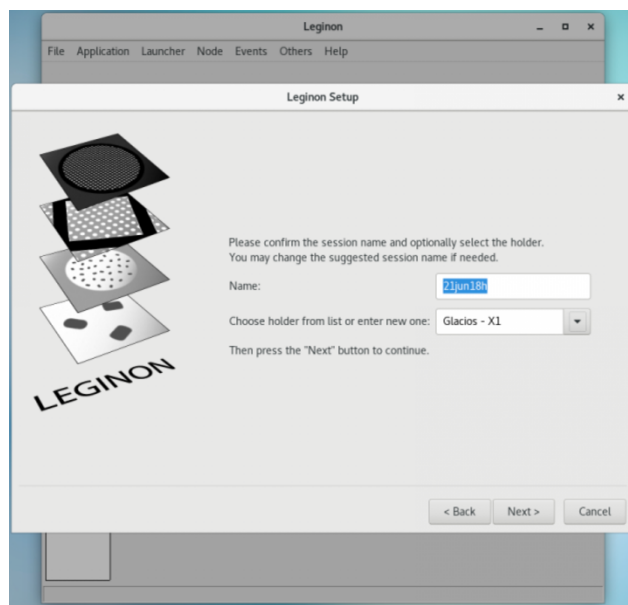 Leginon
File Application Launcher Node Events Others Help
Leginon Setup
Please confirm the session name and optionally select the holder.
You may change the suggested session name if needed.
Name: 21jun18h
Choose holder from list or enter new one: Glacios - X1
Then press the "Next" button to continue.
LEGINON
< Back Next > Cancel